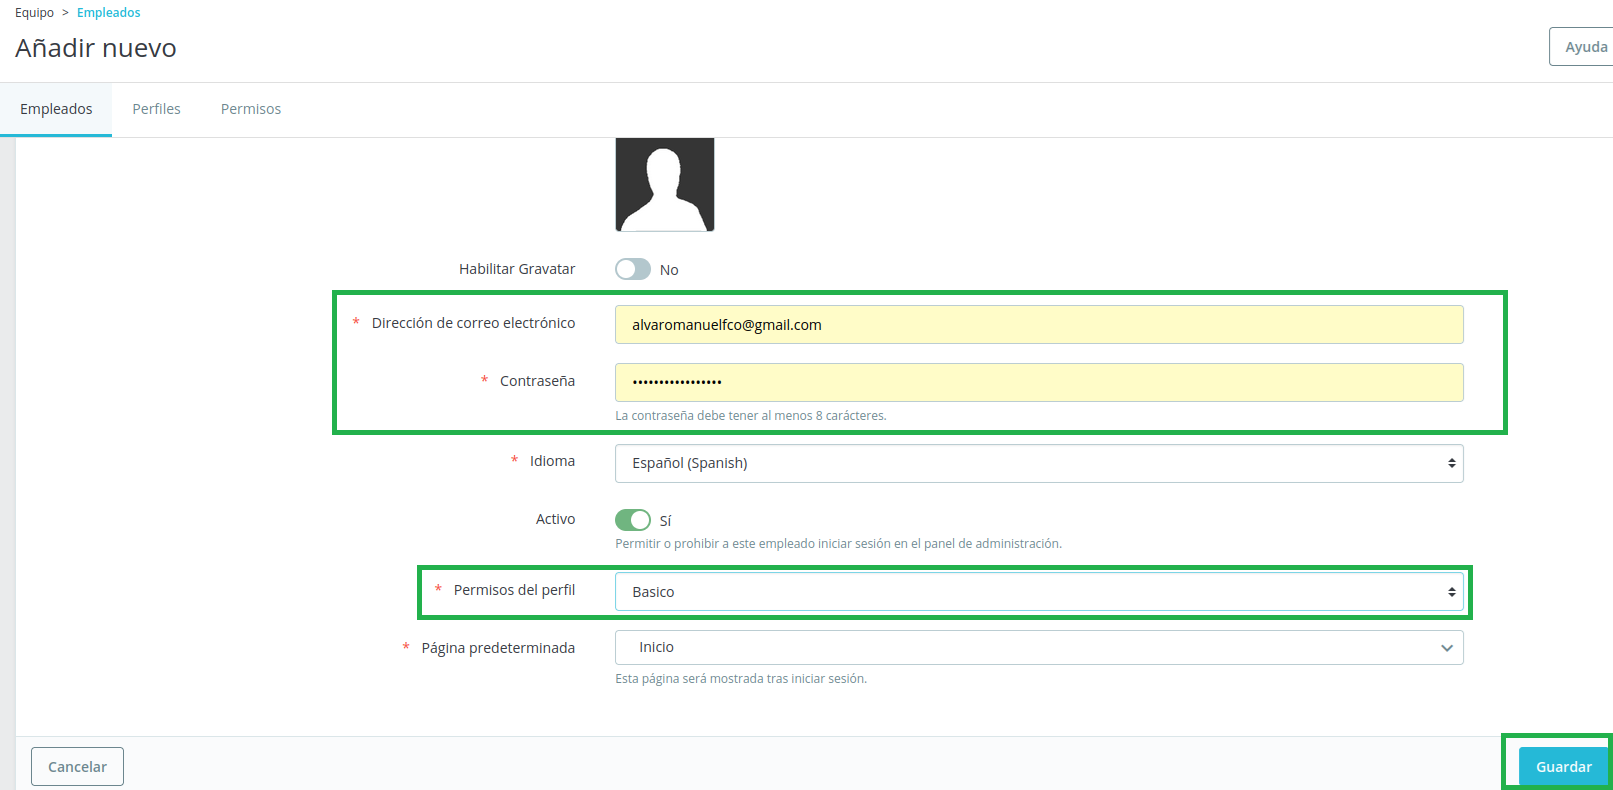 Equipo > Empleados
Añadir nuevo
Ayuda
Empleados Perfiles Permisos
Habilitar Gravatar No
* Dirección de correo electrónico alvaromanuelfco@gmail.com
* Contraseña •••••••••••••••••
La contraseña debe tener al menos 8 carácteres.
* Idioma Español (Spanish)
Activo Sí
Permitir o prohibir a este empleado iniciar sesión en el panel de administración.
* Permisos del perfil Basico
* Página predeterminada Inicio
Esta página será mostrada tras iniciar sesión.
Cancelar Guardar